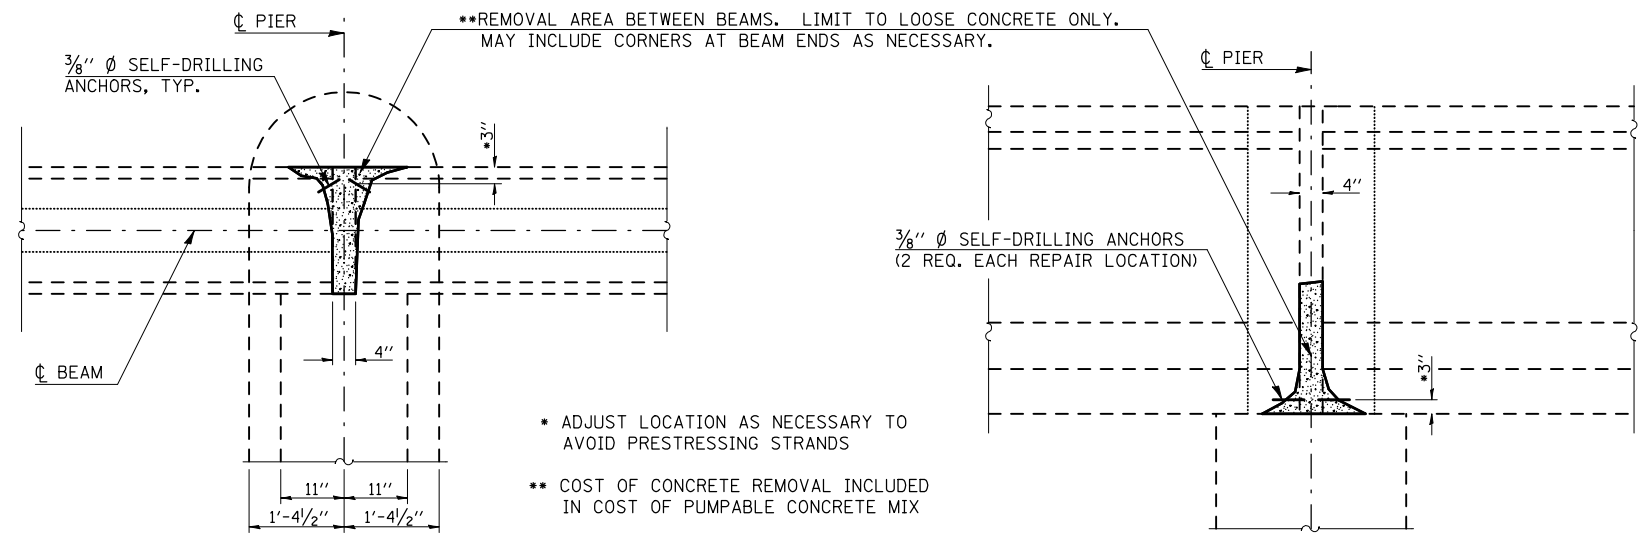 ℄ PIER
**REMOVAL AREA BETWEEN BEAMS. LIMIT TO LOOSE CONCRETE ONLY.
MAY INCLUDE CORNERS AT BEAM ENDS AS NECESSARY.
3/8" Ø SELF-DRILLING
ANCHORS, TYP.
*3"
℄ BEAM
4"
11" 11"
1'-4 1/2" 1'-4 1/2"
* ADJUST LOCATION AS NECESSARY TO
AVOID PRESTRESSING STRANDS
** COST OF CONCRETE REMOVAL INCLUDED
IN COST OF PUMPABLE CONCRETE MIX
℄ PIER
4"
3/8" Ø SELF-DRILLING ANCHORS
(2 REQ. EACH REPAIR LOCATION)
*3"